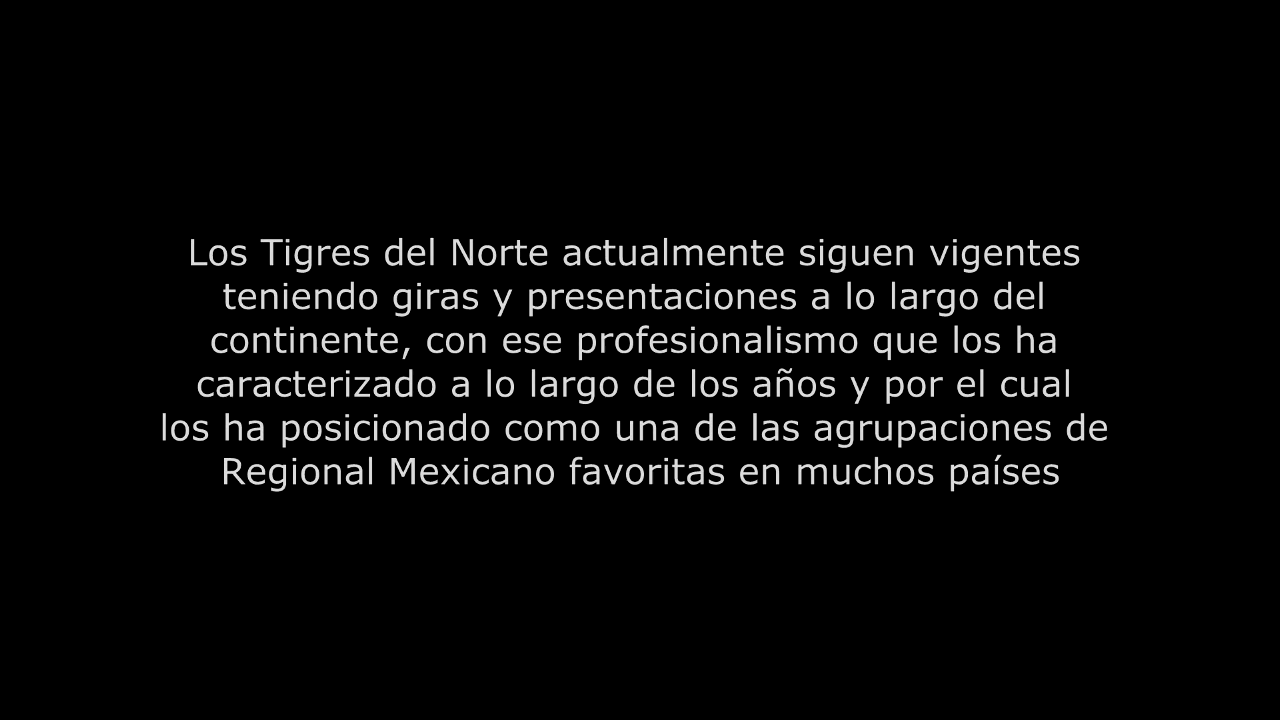 Los Tigres del Norte actualmente siguen vigentes
teniendo giras y presentaciones a lo largo del
continente, con ese profesionalismo que los ha
caracterizado a lo largo de los años y por el cual
los ha posicionado como una de las agrupaciones de
Regional Mexicano favoritas en muchos países